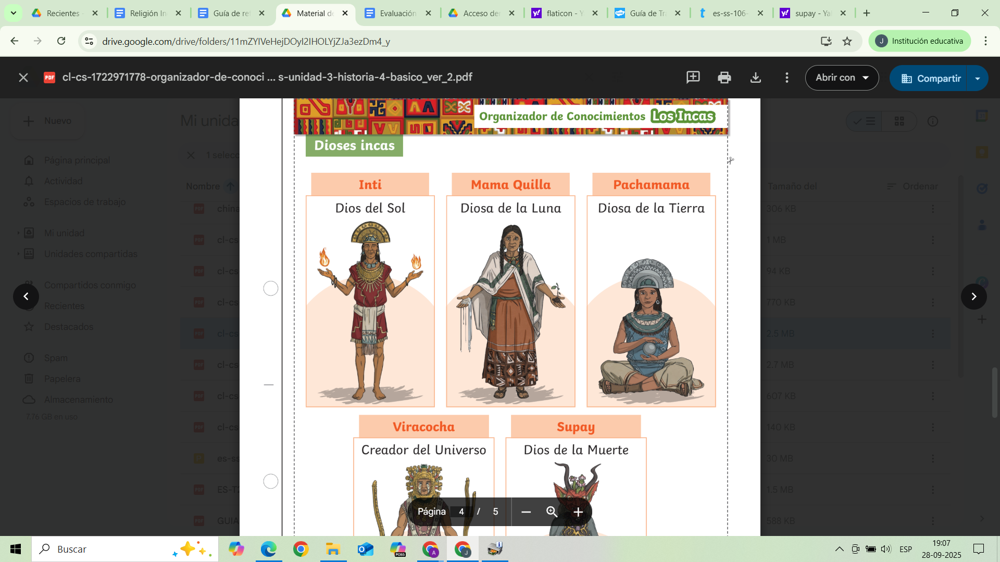 Recientes -
Religión In
Guía de ref
Material de
Evaluación
Acceso der
flaticon - Y
Guía de Tra
es-ss-106-
supay - Yal
drive.google.com/drive/folders/11mZYIVeHejDOyI2IHOLYjZJa3ezDm4_y
J Institución educativa
PDF cl-cs-1722971778-organizador-de-conoci ... s-unidad-3-historia-4-basico_ver_2.pdf
Abrir con
Compartir
Nuevo
Página principal
Actividad
Espacios de trabajo
Mi unidad
Unidades compartidas
Compartidos conmigo
Recientes
Destacados
Spam
Papelera
Almacenamiento
7.76 GB en uso
Mi unida
1 selecc
Nombre
china
cl-cs
cl-cs
cl-cs
cl-cs
cl-cs
cl-cs
cl-cs
es-ss
ES-T2
GUIA
Organizador de Conocimientos Los Incas
Dioses incas
Inti
Dios del Sol
Mama Quilla
Diosa de la Luna
Pachamama
Diosa de la Tierra
Viracocha
Creador del Universo
Supay
Dios de la Muerte
Página 4 / 5
Tamaño del
Ordenar
306 KB
1 MB
94 KB
770 KB
2.5 MB
2.7 MB
607 KB
140 KB
30 MB
1.5 MB
588 KB
Buscar
M365
A
J
ESP
19:07
28-09-2025